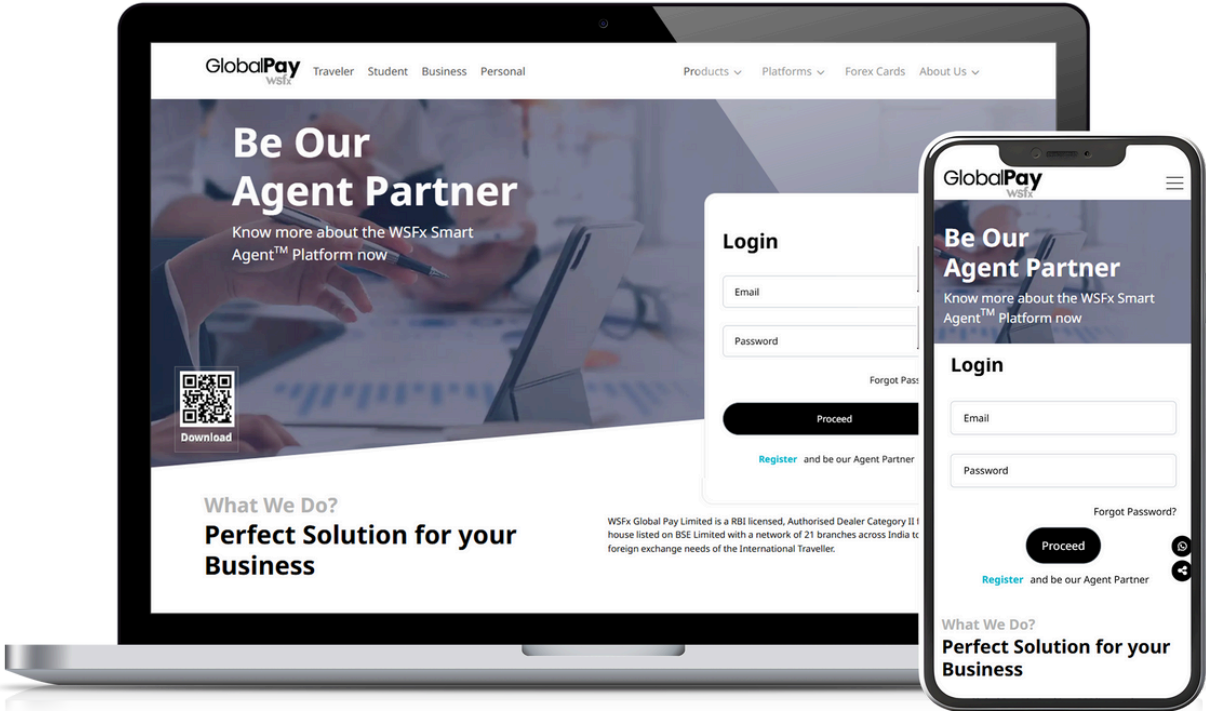 GlobalPay
wsfx
Traveler Student Business Personal
Products Platforms Forex Cards About Us
Be Our
Agent Partner
Know more about the WSFx Smart
Agent™ Platform now
Download
Login
Email
Password
Forgot
Proceed
Register and be our Agent Partner
What We Do?
Perfect Solution for your
Business
WSFx Global Pay Limited is a RBI licensed, Authorised Dealer Category II
house listed on BSE Limited with a network of 21 branches across India
foreign exchange needs of the International Traveller.
GlobalPay
wsfx
Be Our
Agent Partner
Know more about the WSFx Smart
Agent™ Platform now
Login
Email
Password
Forgot Password?
Proceed
Register and be our Agent Partner
What We Do?
Perfect Solution for your
Business